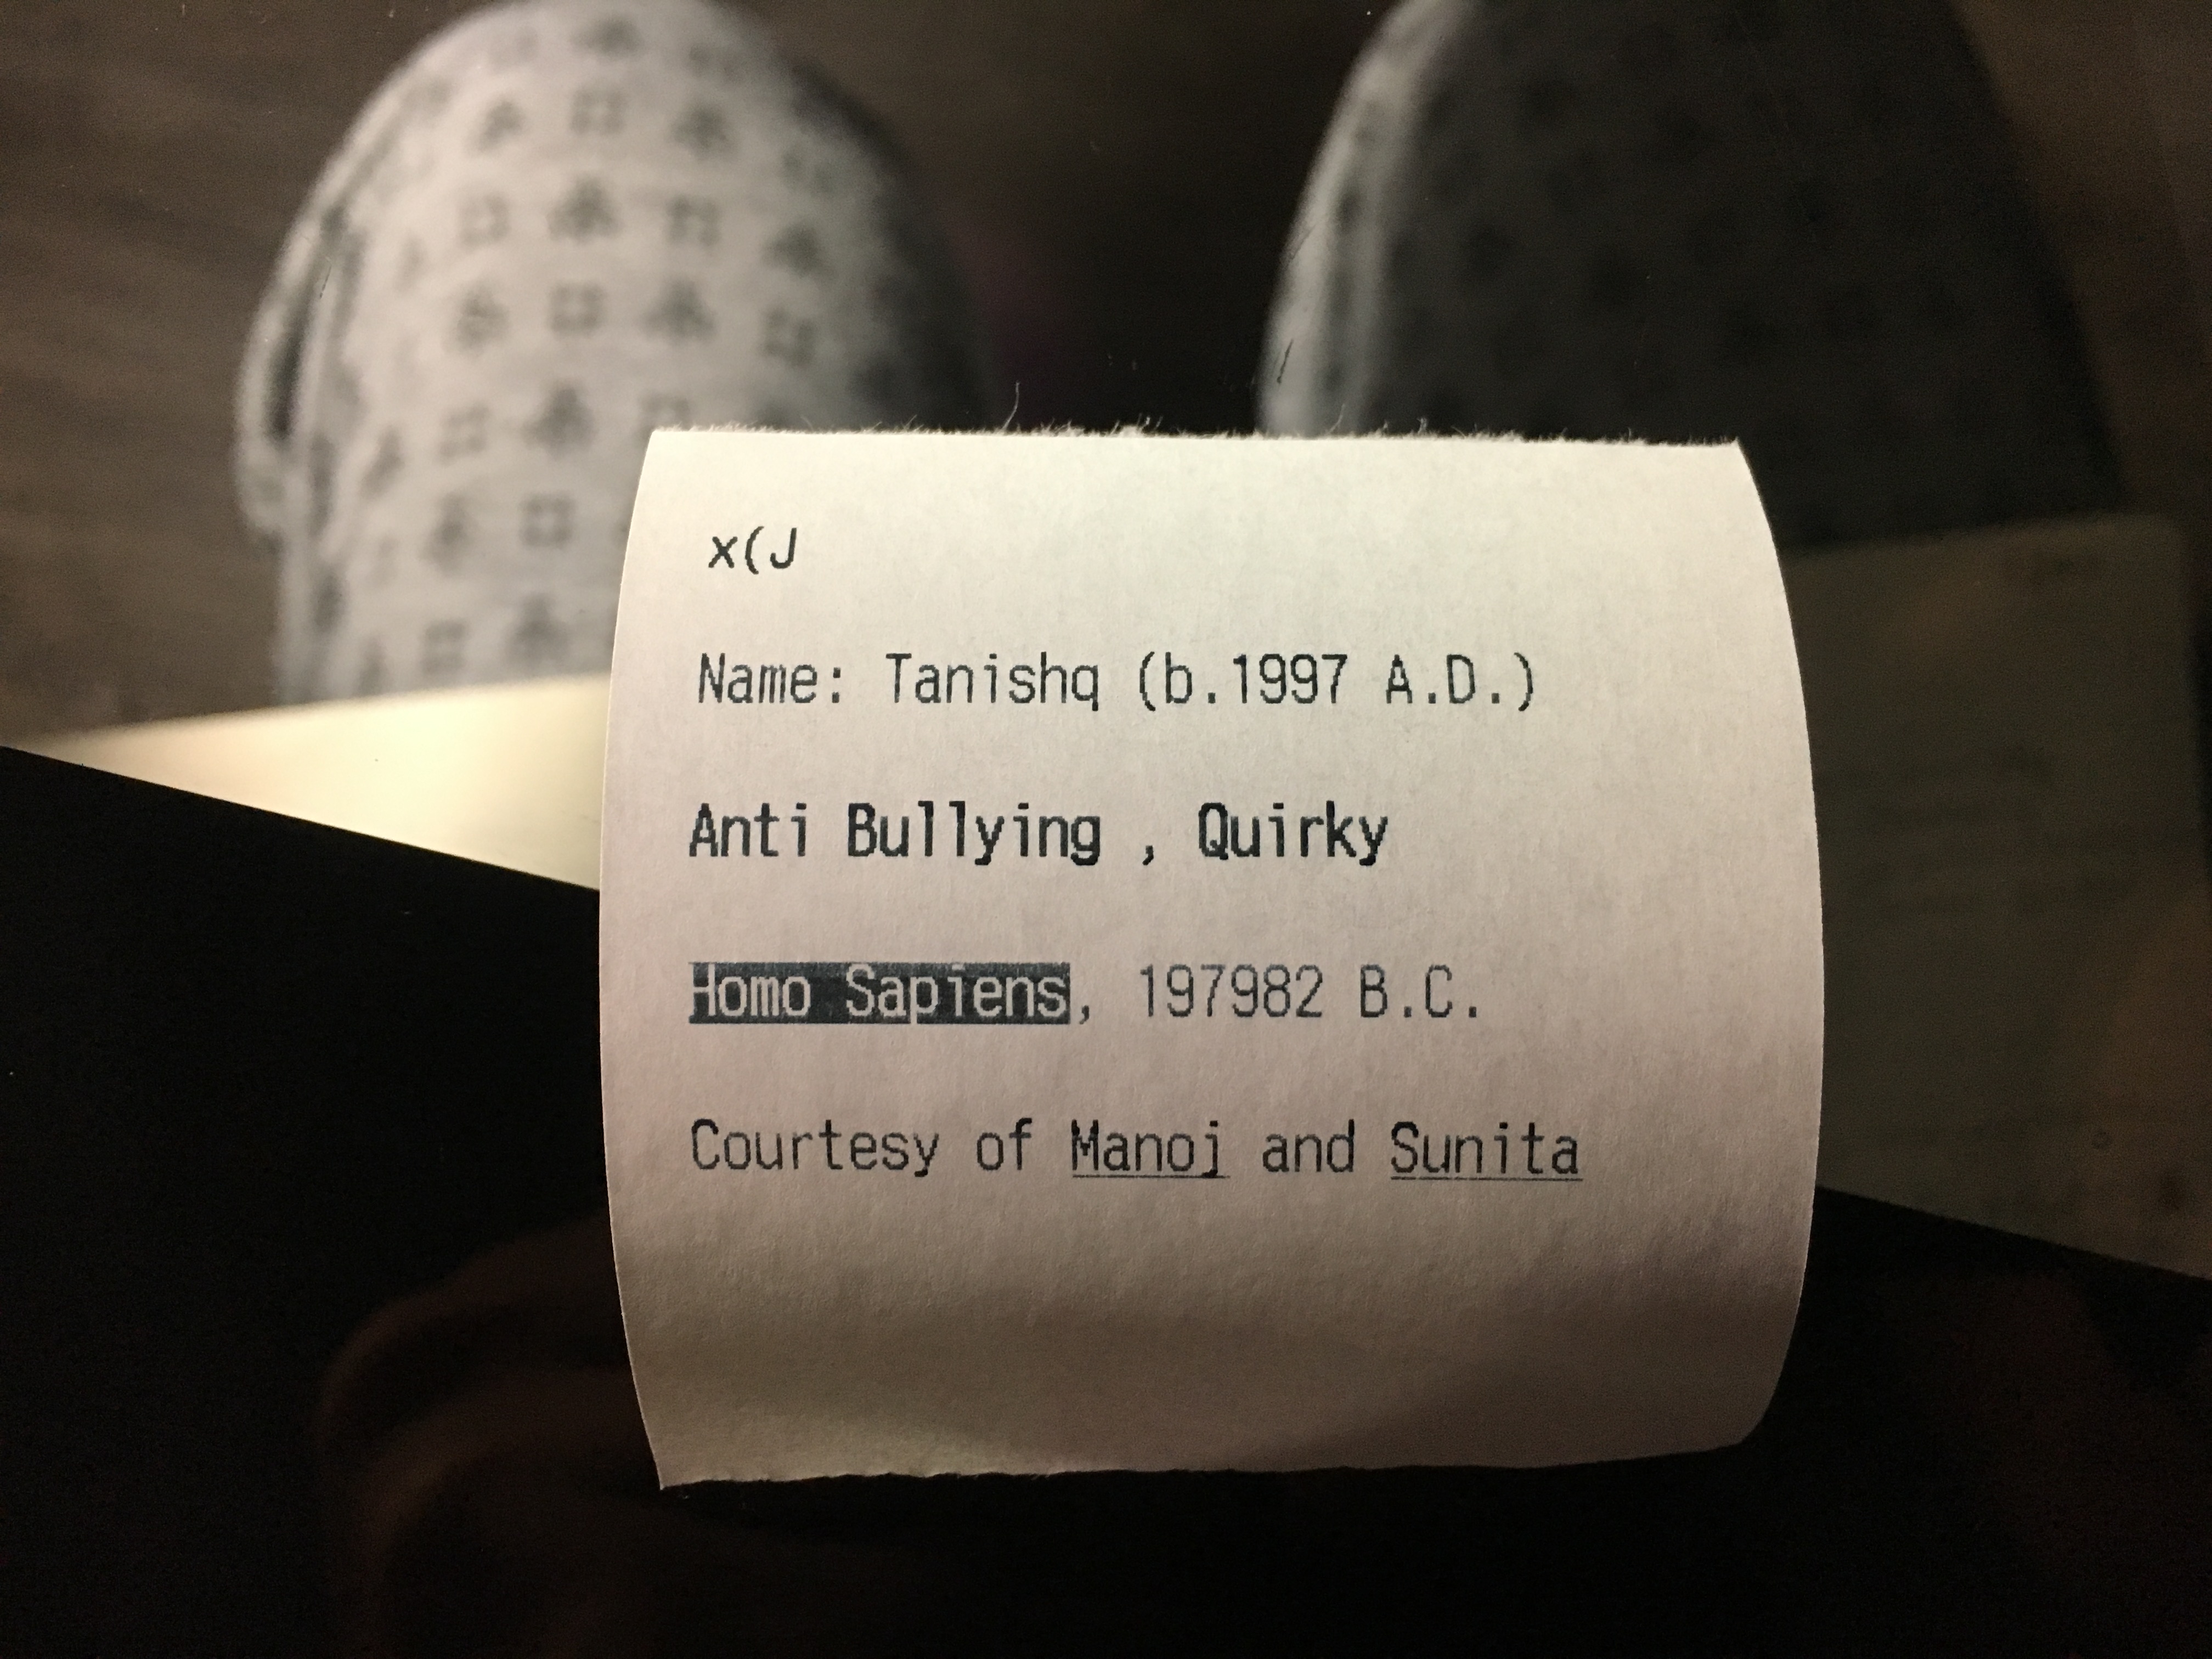 x(J
Name: Tanishq (b.1997 A.D.)
Anti Bullying , Quirky
Homo Sapiens, 197982 B.C.
Courtesy of Manoj and Sunita